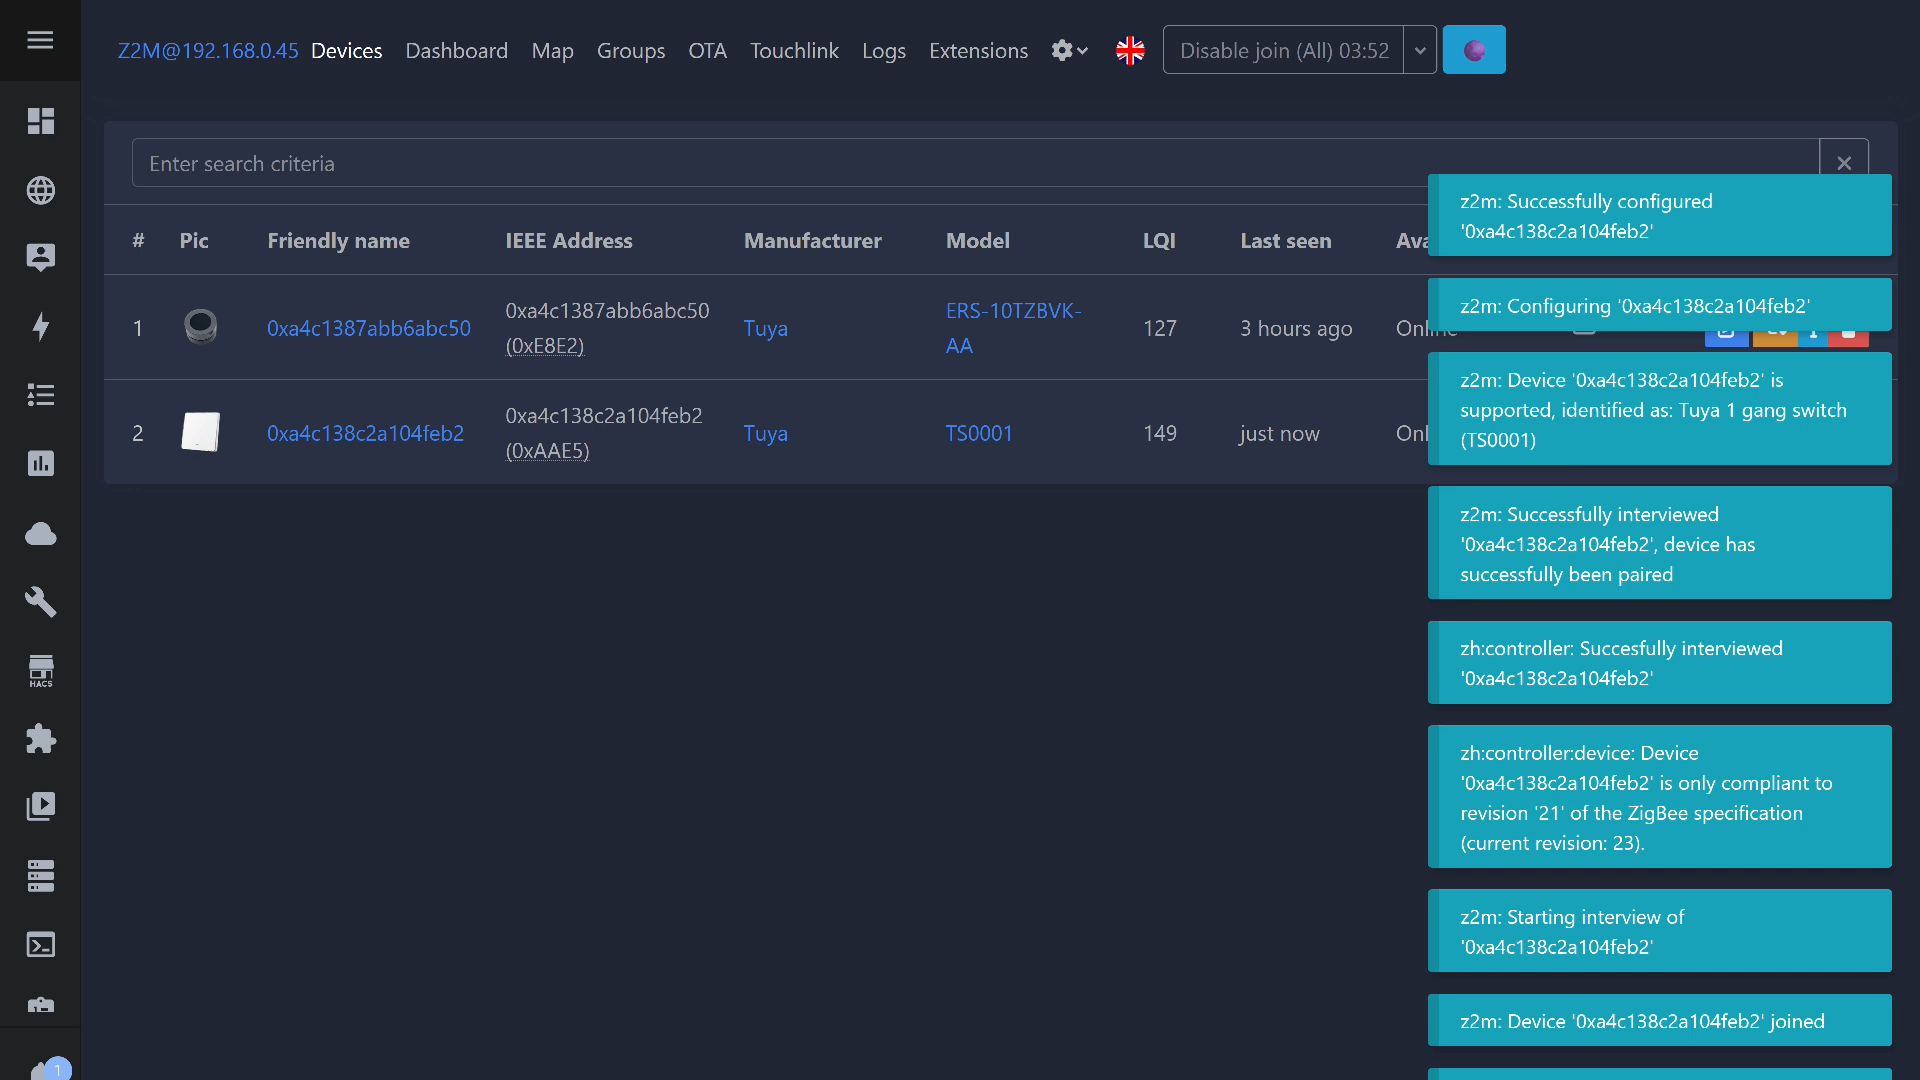 Z2M@192.168.0.45 Devices Dashboard Map Groups OTA Touchlink Logs Extensions Disable join (All) 03:52
Enter search criteria
# Pic Friendly name IEEE Address Manufacturer Model LQI Last seen Ava
1 0xa4c1387abb6abc50 0xa4c1387abb6abc50 (0xE8E2) Tuya ERS-10TZBVK-AA 127 3 hours ago Online
2 0xa4c138c2a104feb2 0xa4c138c2a104feb2 (0xAAE5) Tuya TS0001 149 just now Onl
z2m: Successfully configured
'0xa4c138c2a104feb2'
z2m: Configuring '0xa4c138c2a104feb2'
z2m: Device '0xa4c138c2a104feb2' is
supported, identified as: Tuya 1 gang switch
(TS0001)
z2m: Successfully interviewed
'0xa4c138c2a104feb2', device has
successfully been paired
zh:controller: Succesfully interviewed
'0xa4c138c2a104feb2'
zh:controller:device: Device
'0xa4c138c2a104feb2' is only compliant to
revision '21' of the ZigBee specification
(current revision: 23).
z2m: Starting interview of
'0xa4c138c2a104feb2'
z2m: Device '0xa4c138c2a104feb2' joined
HACS
1